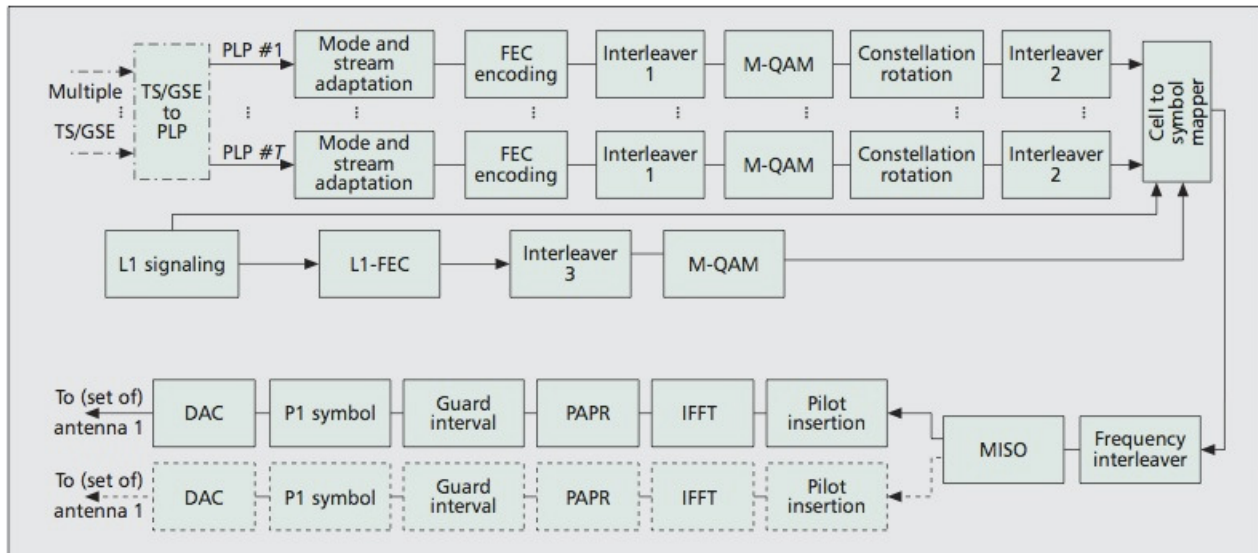 Multiple
TS/GSE
TS/GSE
to
PLP
PLP #1
Mode and
stream
adaptation
FEC
encoding
Interleaver
1
M-QAM
Constellation
rotation
Interleaver
2
PLP #T
Mode and
stream
adaptation
FEC
encoding
Interleaver
1
M-QAM
Constellation
rotation
Interleaver
2
Cell to
symbol
mapper
L1 signaling
L1-FEC
Interleaver
3
M-QAM
To (set of)
antenna 1
DAC
P1 symbol
Guard
interval
PAPR
IFFT
Pilot
insertion
MISO
Frequency
interleaver
To (set of)
antenna 1
DAC
P1 symbol
Guard
interval
PAPR
IFFT
Pilot
insertion